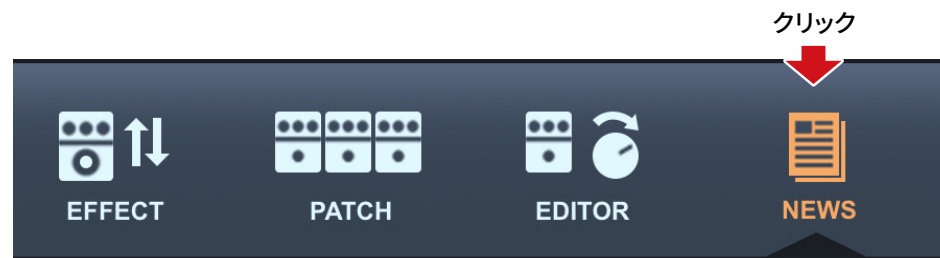 クリック
EFFECT
PATCH
EDITOR
NEWS